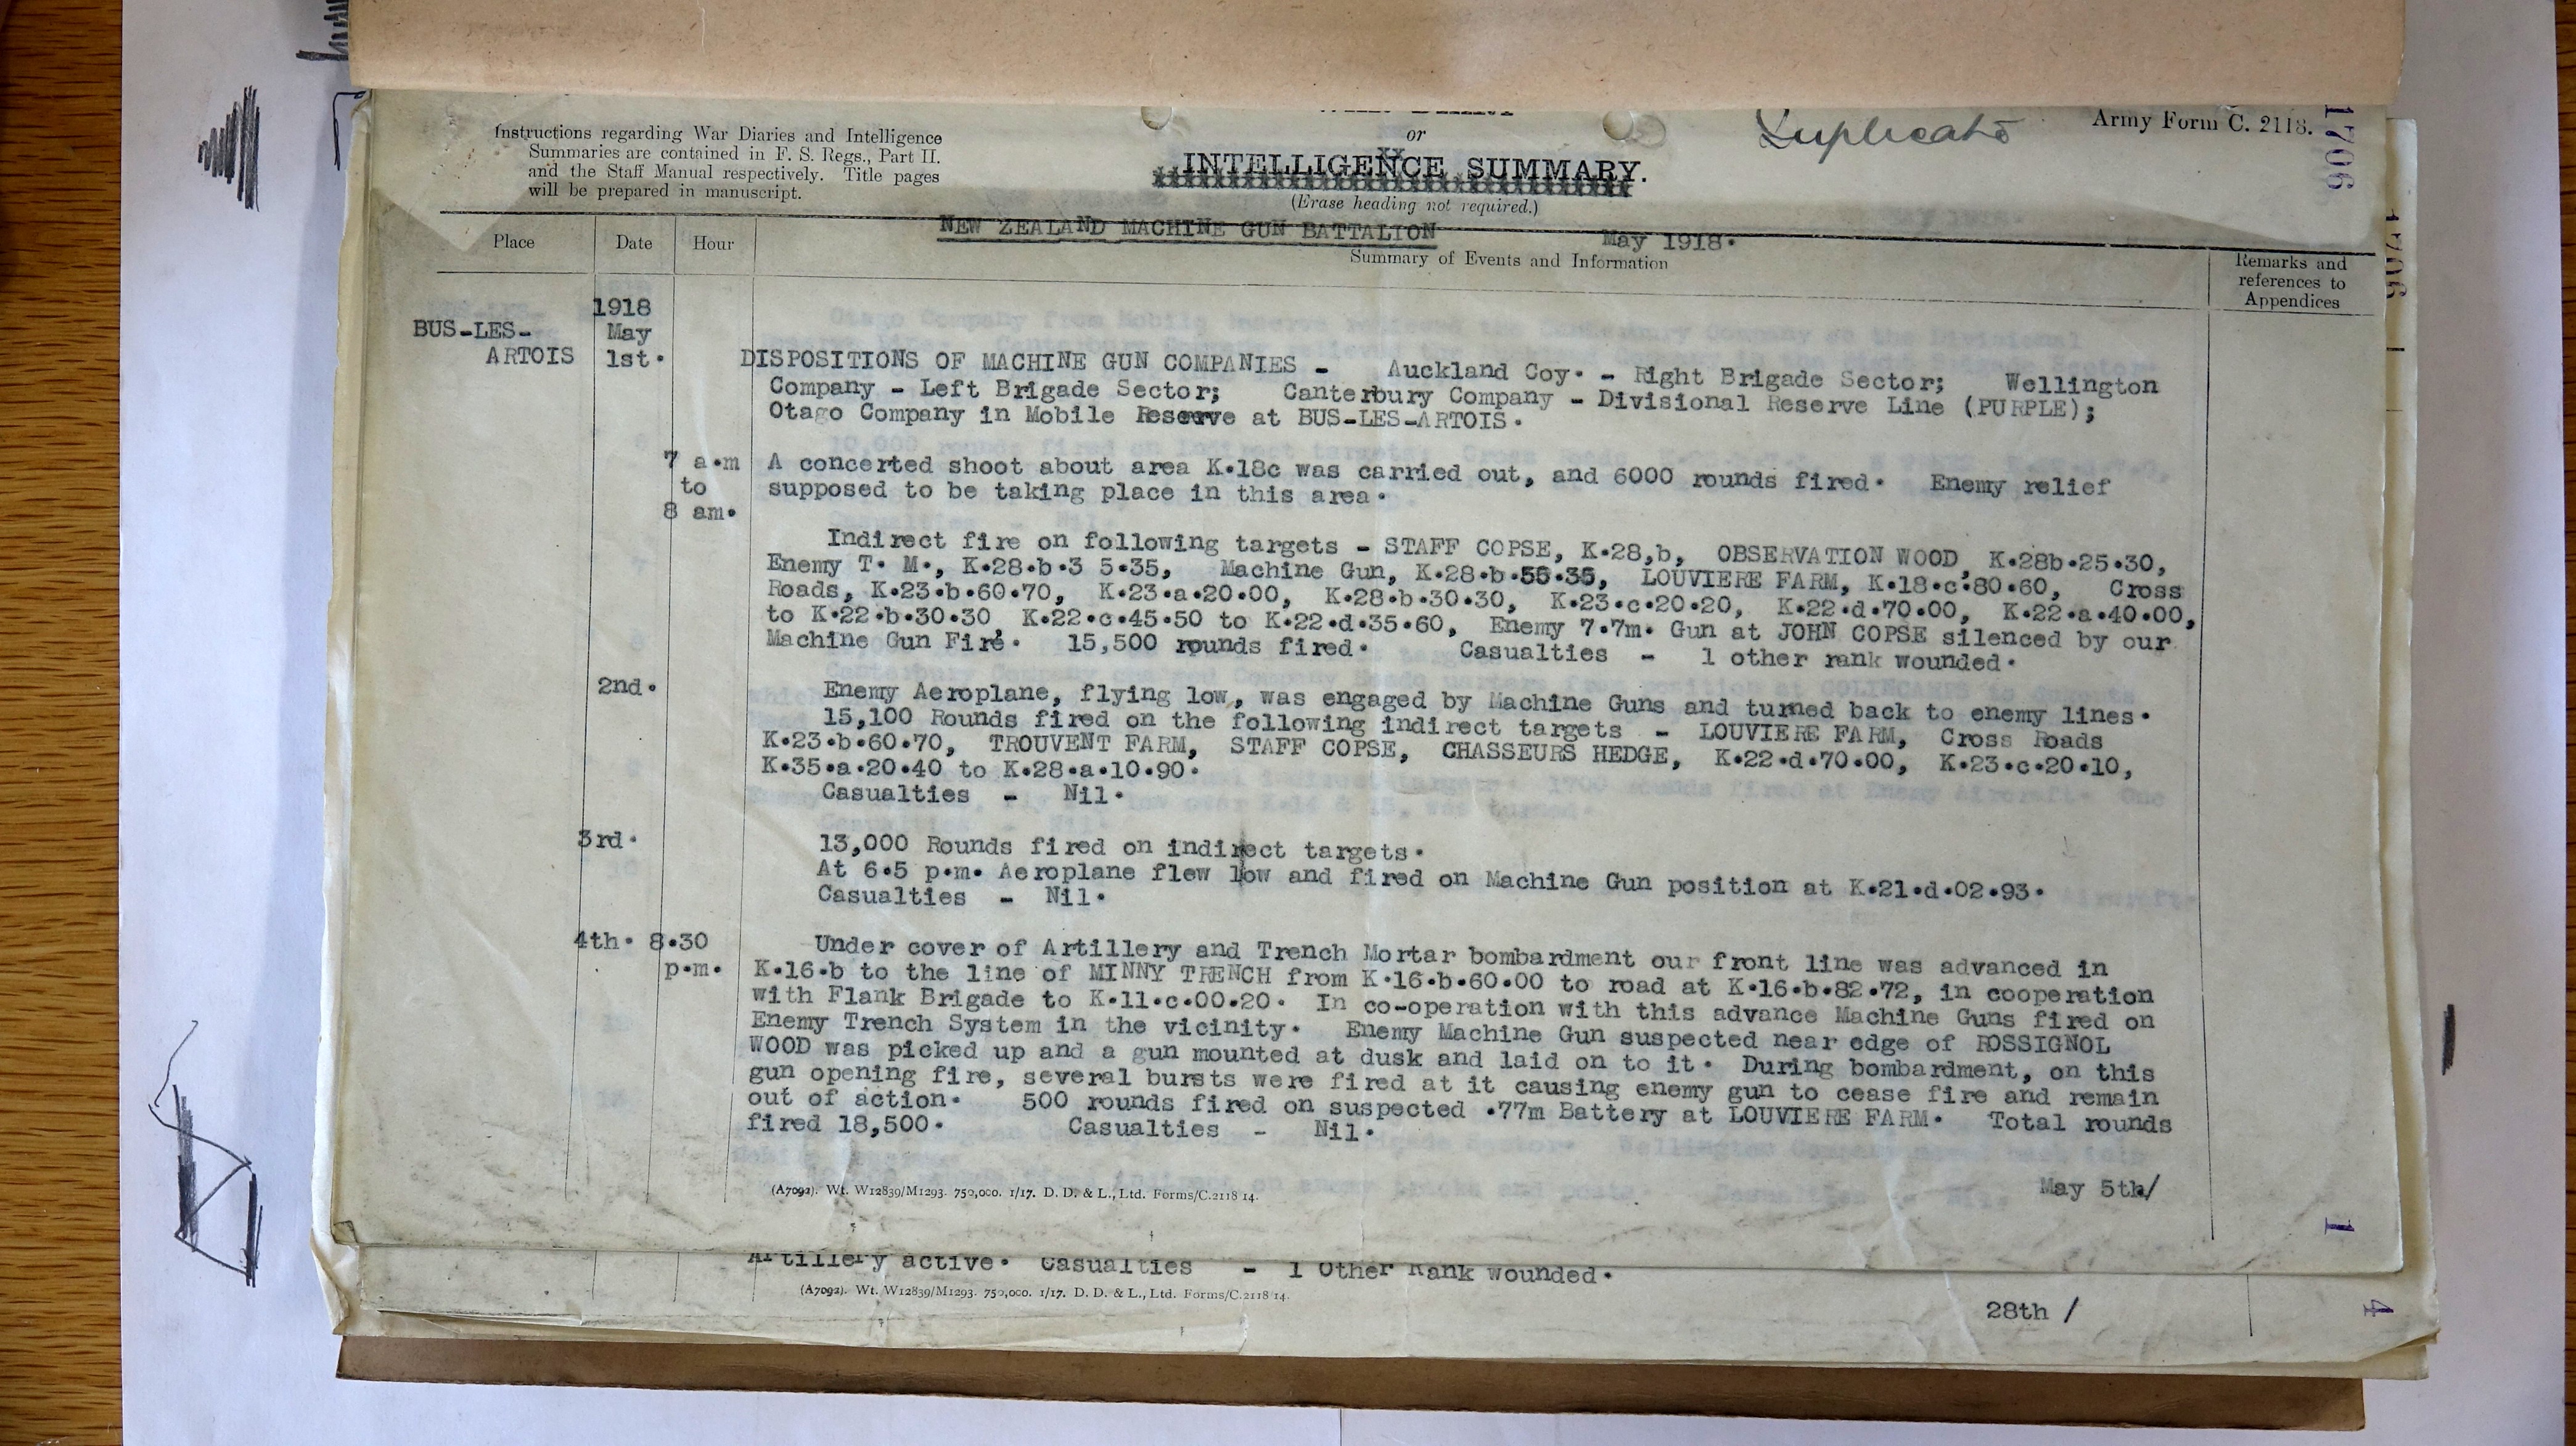 Instructions regarding War Diaries and Intelligence
Summaries are contained in F. S. Regs., Part II.
and the Staff Manual respectively. Title pages
will be prepared in manuscript.
or
INTELLIGENCE SUMMARY.
(Erase heading not required.)
Duplicate
Army Form C. 2118.
1706
NEW ZEALAND MACHINE GUN BATTALION May 1918.
Place Date Hour Summary of Events and Information
Remarks and
references to
Appendices
1918
BUS-LES- May
ARTOIS 1st. DISPOSITIONS OF MACHINE GUN COMPANIES - Auckland Coy. - Right Brigade Sector; Wellington
Company - Left Brigade Sector; Canterbury Company - Divisional Reserve Line (PURPLE);
Otago Company in Mobile Reserve at BUS-LES-ARTOIS.
7 a.m A concerted shoot about area K.18c was carried out, and 6000 rounds fired. Enemy relief
to supposed to be taking place in this area.
8 am.
Indirect fire on following targets - STAFF COPSE, K.28,b, OBSERVATION WOOD, K.28b.25.30,
Enemy T. M., K.28.b.3 5.35, Machine Gun, K.28.b.55.35, LOUVIERE FARM, K.18.c.80.60, Cross
Roads, K.23.b.60.70, K.23.a.20.00, K.28.b.30.30, K.23.c.20.20, K.22.d.70.00, K.22.a.40.00,
to K.22.b.30.30, K.22.c.45.50 to K.22.d.35.60, Enemy 7.7m. Gun at JOHN COPSE silenced by our
Machine Gun Fire. 15,500 rounds fired. Casualties - 1 other rank wounded.
2nd. Enemy Aeroplane, flying low, was engaged by Machine Guns and turned back to enemy lines.
15,100 Rounds fired on the following indirect targets - LOUVIERE FARM, Cross Roads
K.23.b.60.70, TROUVENT FARM, STAFF COPSE, CHASSEURS HEDGE, K.22.d.70.00, K.23.c.20.10,
K.35.a.20.40 to K.28.a.10.90.
Casualties - Nil.
3rd. 13,000 Rounds fired on indirect targets.
At 6.5 p.m. Aeroplane flew low and fired on Machine Gun position at K.21.d.02.93.
Casualties - Nil.
4th. 8.30 Under cover of Artillery and Trench Mortar bombardment our front line was advanced in
p.m. K.16.b to the line of MINNY TRENCH from K.16.b.60.00 to road at K.16.b.82.72, in cooperation
with Flank Brigade to K.11.c.00.20. In co-operation with this advance Machine Guns fired on
Enemy Trench System in the vicinity. Enemy Machine Gun suspected near edge of ROSSIGNOL
WOOD was picked up and a gun mounted at dusk and laid on to it. During bombardment, on this
gun opening fire, several bursts were fired at it causing enemy gun to cease fire and remain
out of action. 500 rounds fired on suspected .77m Battery at LOUVIERE FARM. Total rounds
fired 18,500. Casualties - Nil.
May 5th/
(A7092). Wt. W12839/M1293. 750,000. 1/17. D. D. & L., Ltd. Forms/C.2118 14.
1
Artillery active. Casualties - 1 Other Rank wounded.
(A7092). Wt. W12839/M1293. 750,000. 1/17. D. D. & L., Ltd. Forms/C.2118 14.
28th /
4